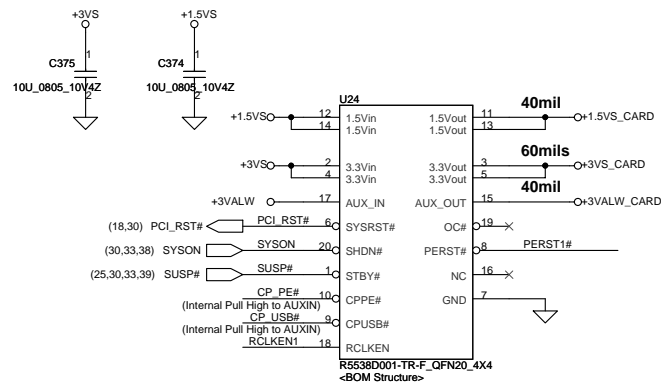 +3VS
+1.5VS
C375
1
10U_0805_10V4Z
2
C374
1
10U_0805_10V4Z
2
U24
+1.5VS
12
14
1.5Vin
1.5Vin
1.5Vout
1.5Vout
11
13
40mil
+1.5VS_CARD
+3VS
2
4
3.3Vin
3.3Vin
3.3Vout
3.3Vout
3
5
60mils
+3VS_CARD
40mil
+3VALW
17
AUX_IN
AUX_OUT
15
+3VALW_CARD
(18,30)
PCI_RST#
PCI_RST#
6
SYSRST#
OC#
19
(30,33,38)
SYSON
SYSON
20
SHDN#
PERST#
8
PERST1#
(25,30,33,39)
SUSP#
SUSP#
1
STBY#
NC
16
CP_PE#
10
(Internal Pull High to AUXIN)
CPPE#
GND
7
CP_USB#
9
(Internal Pull High to AUXIN)
CPUSB#
RCLKEN1
18
RCLKEN
R5538D001-TR-F_QFN20_4X4
<BOM Structure>